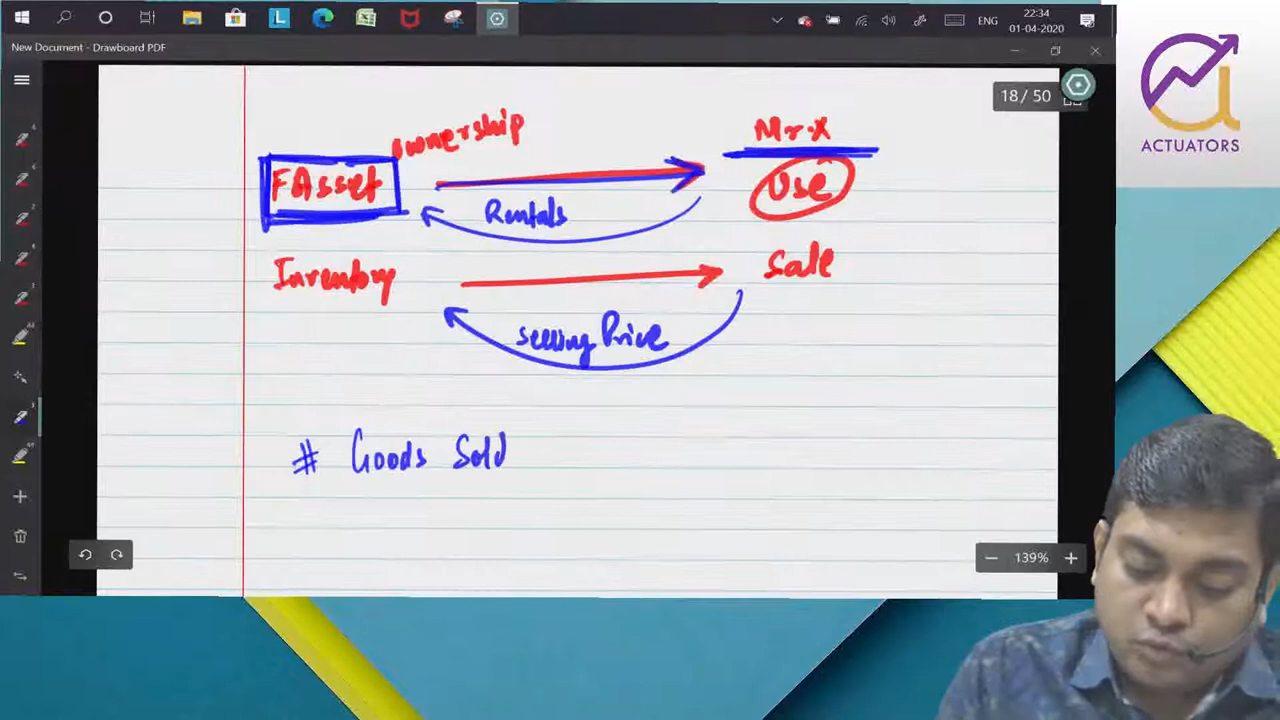 22:34
ENG
01-04-2020
New Document - Drawboard PDF
18 / 50
ownership
Mr. X
FAsset
Use
Rentals
Inventory
Sale
Selling Price
# Goods Sold
139%
ACTUATORS